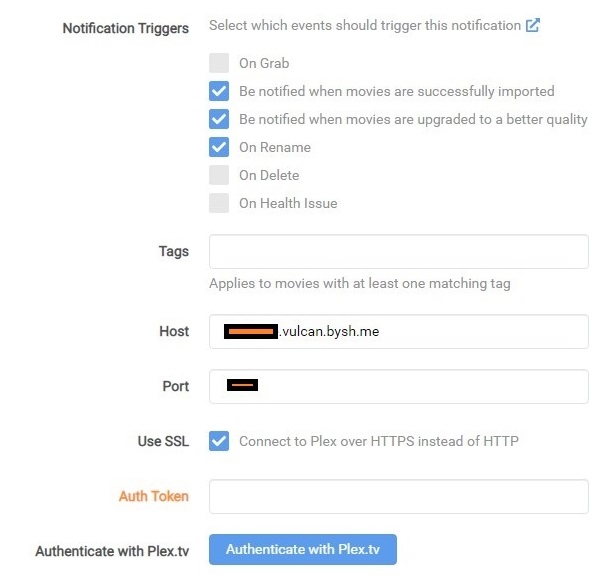 Notification Triggers Select which events should trigger this notification
On Grab
Be notified when movies are successfully imported
Be notified when movies are upgraded to a better quality
On Rename
On Delete
On Health Issue
Tags
Applies to movies with at least one matching tag
Host .vulcan.bysh.me
Port
Use SSL Connect to Plex over HTTPS instead of HTTP
Auth Token
Authenticate with Plex.tv Authenticate with Plex.tv